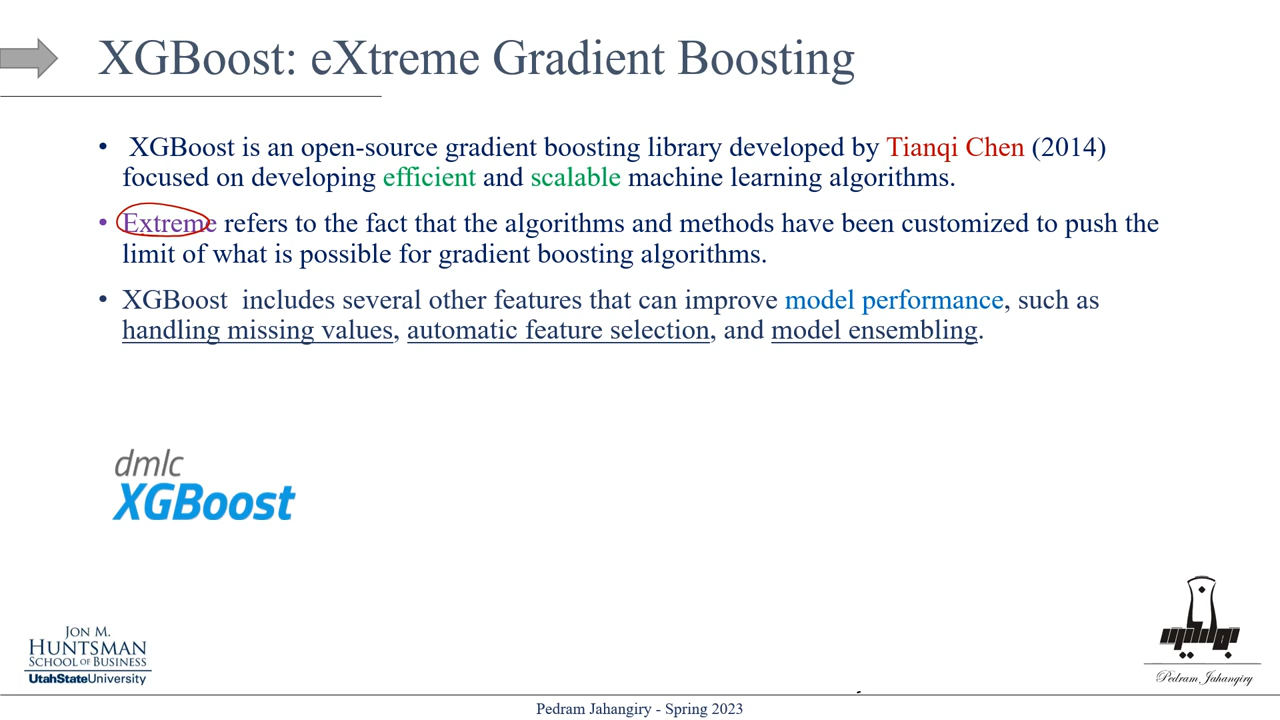 XGBoost: eXtreme Gradient Boosting
• XGBoost is an open-source gradient boosting library developed by Tianqi Chen (2014)
focused on developing efficient and scalable machine learning algorithms.
• Extreme refers to the fact that the algorithms and methods have been customized to push the
limit of what is possible for gradient boosting algorithms.
• XGBoost includes several other features that can improve model performance, such as
handling missing values, automatic feature selection, and model ensembling.
dmlc
XGBoost
JON M.
HUNTSMAN
SCHOOL OF BUSINESS
UtahStateUniversity
Pedram Jahangiry
Pedram Jahangiry - Spring 2023